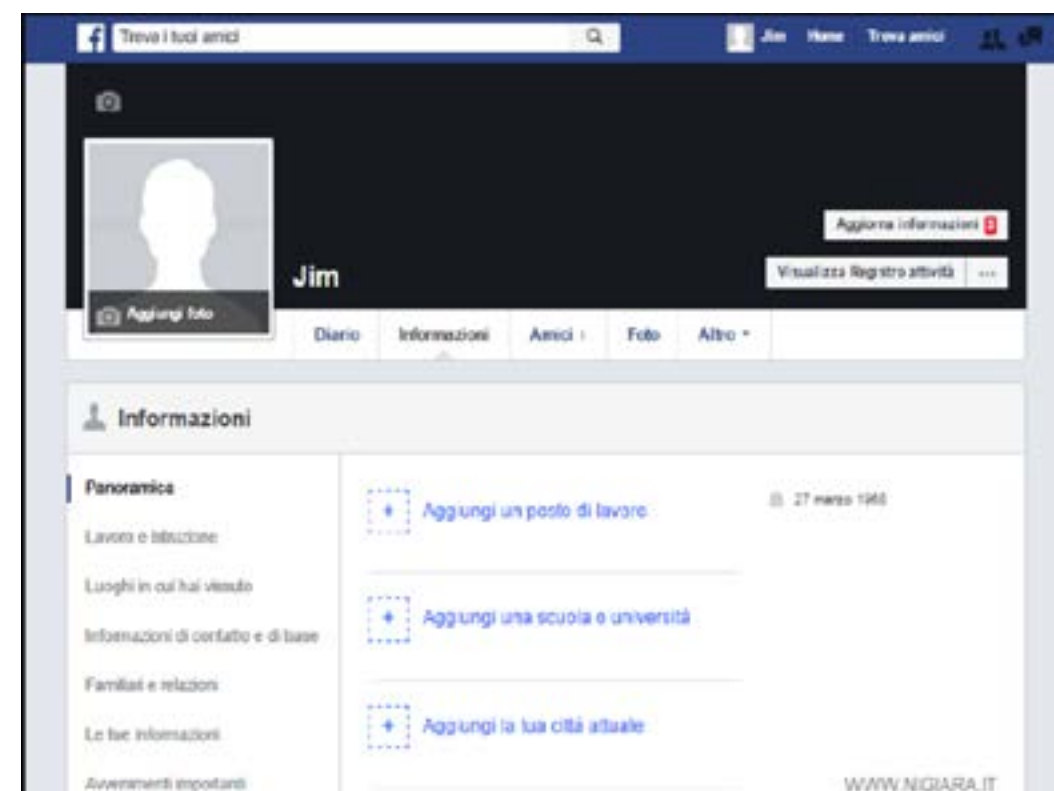 f
Trova i tuoi amici
Jim Home Trova amici
Aggiorna informazioni 3
Visualizza Registro attività ...
Jim
Aggiungi foto
Diario Informazioni Amici Foto Altro
Informazioni
Panoramica
+ Aggiungi un posto di lavoro
27 marzo
Lavoro e istruzione
Luoghi in cui hai vissuto
+ Aggiungi una scuola o università
Informazioni di contatto e di base
Familiari e relazioni
+ Aggiungi la tua città attuale
Le tue informazioni
Avvenimenti importanti
WWW.NIGIARA.IT